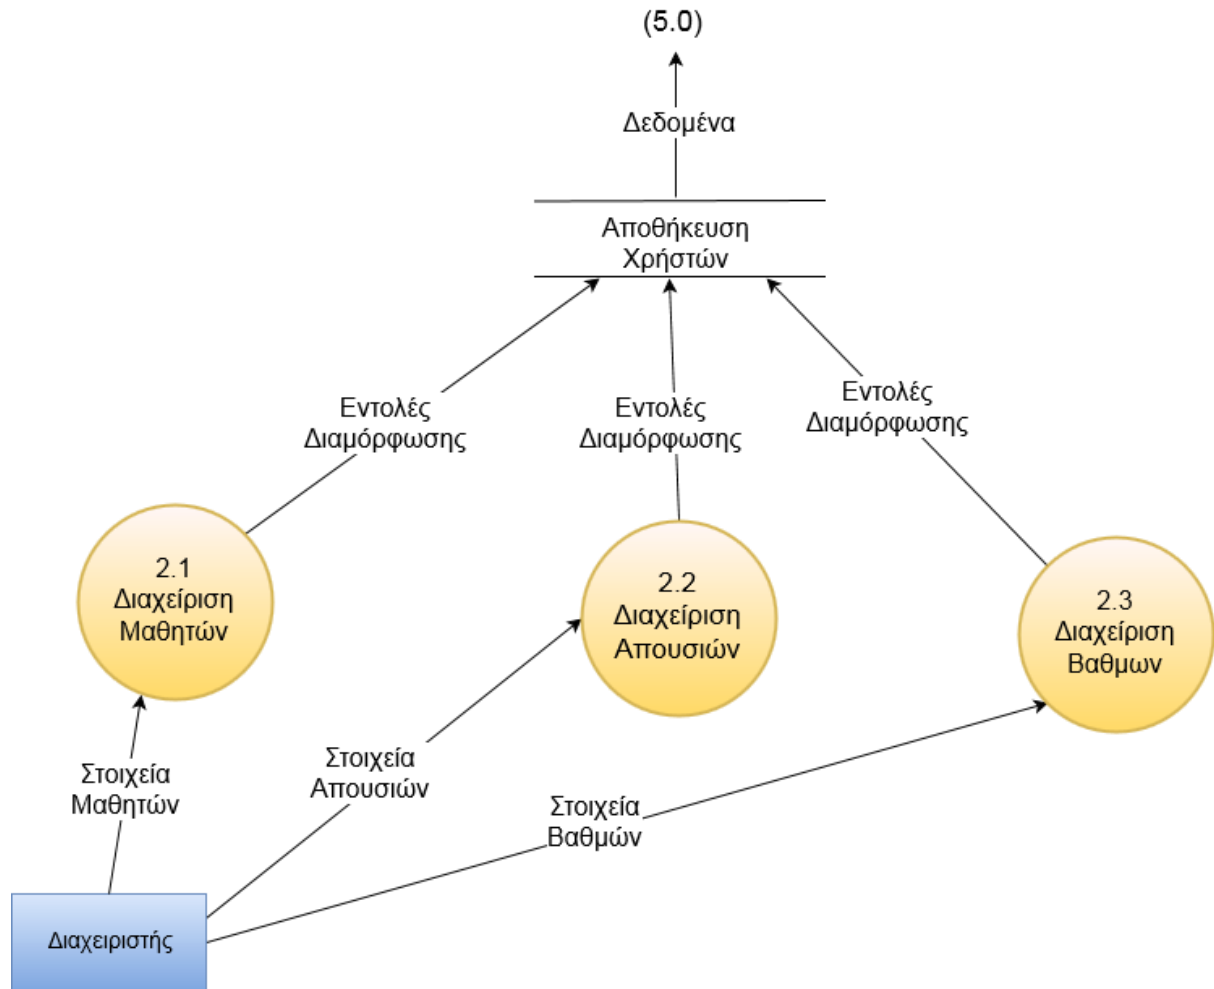 (5.0)
Δεδομένα
Αποθήκευση
Χρήστών
Εντολές
Διαμόρφωσης
Εντολές
Διαμόρφωσης
Εντολές
Διαμόρφωσης
2.1
Διαχείριση
Μαθητών
2.2
Διαχείριση
Απουσιών
2.3
Διαχείριση
Βαθμων
Στοιχεία
Μαθητών
Στοιχεία
Απουσιών
Στοιχεία
Βαθμών
Διαχειριστής